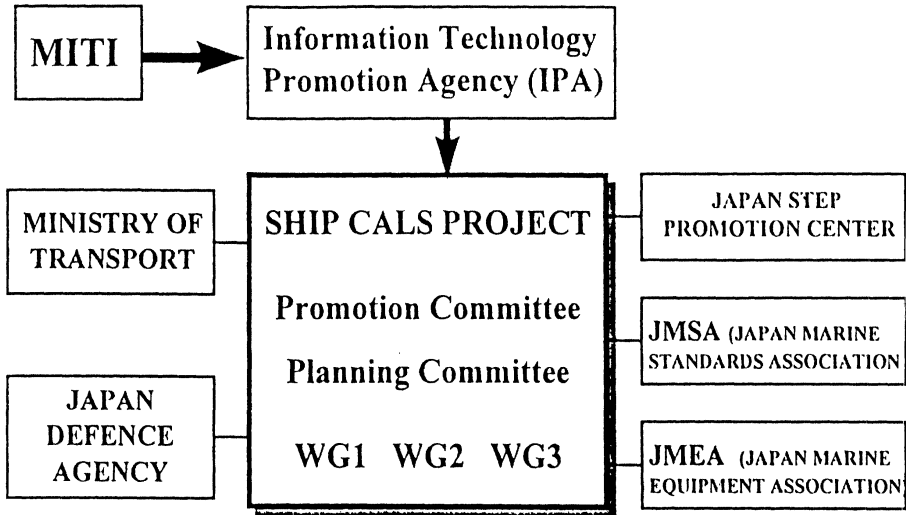 MITI
Information Technology
Promotion Agency (IPA)
MINISTRY OF
TRANSPORT
JAPAN
DEFENCE
AGENCY
SHIP CALS PROJECT
Promotion Committee
Planning Committee
WG1 WG2 WG3
JAPAN STEP
PROMOTION CENTER
JMSA (JAPAN MARINE
STANDARDS ASSOCIATION
JMEA (JAPAN MARINE
EQUIPMENT ASSOCIATION)